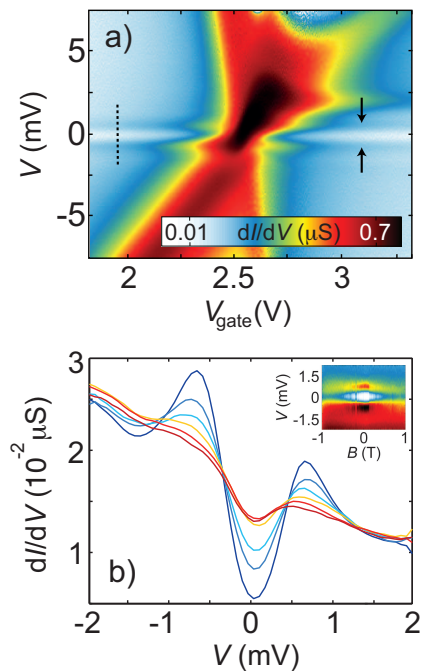 a)
5
0
-5
V (mV)
0.01 dI/dV (µS) 0.7
2 2.5 3
Vgate(V)
3
2
1
dI/dV (10⁻² µS)
b)
1.5
0
-1.5
V (mV)
-1 0 1
B (T)
-2 -1 0 1 2
V (mV)